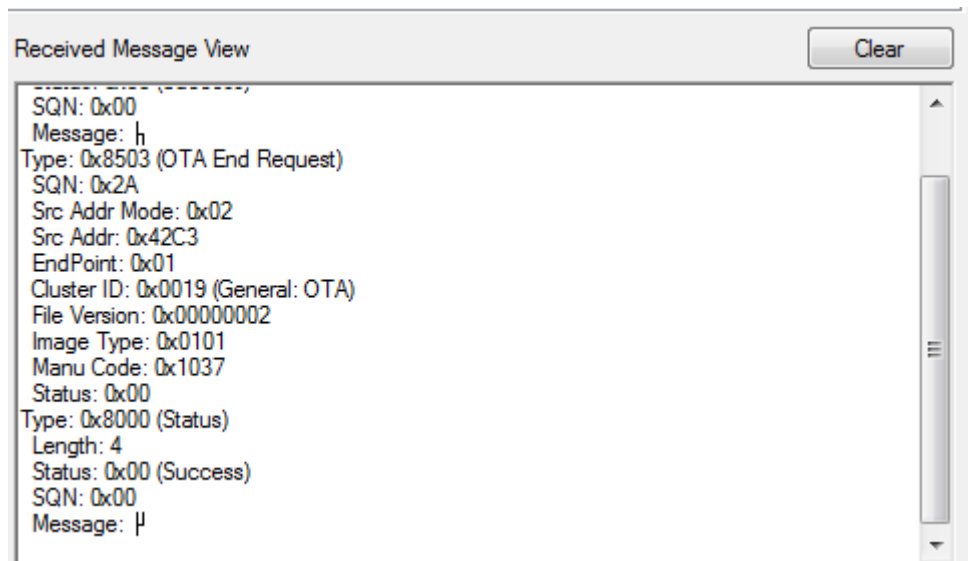 Received Message View
Clear
SQN: 0x00
Message:
Type: 0x8503 (OTA End Request)
SQN: 0x2A
Src Addr Mode: 0x02
Src Addr: 0x42C3
EndPoint: 0x01
Cluster ID: 0x0019 (General: OTA)
File Version: 0x00000002
Image Type: 0x0101
Manu Code: 0x1037
Status: 0x00
Type: 0x8000 (Status)
Length: 4
Status: 0x00 (Success)
SQN: 0x00
Message: